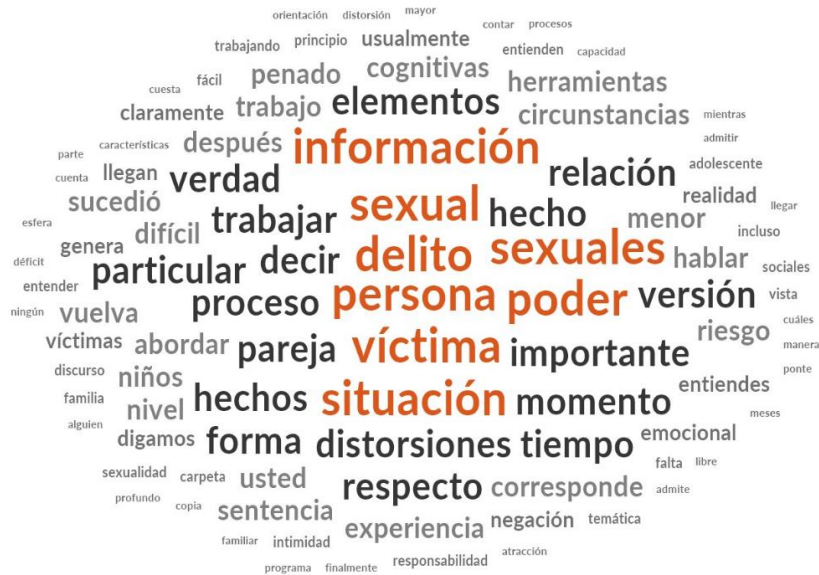 orientación distorsión mayor
contar procesos
trabajando principio usualmente entienden capacidad
cuesta fácil penado cognitivas herramientas
claramente trabajo elementos circunstancias mientras
parte características después información admitir
cuenta llegan verdad relación adolescente
esfera sucedió trabajar sexual hecho menor realidad llegar
déficit genera difícil decir delito sexuales hablar incluso
entender particular sociales
ningún vuelva proceso persona poder versión vista
víctimas abordar pareja víctima importante riesgo cuáles manera
discurso niños ponte
familia nivel hechos situación momento entiendes
alguien digamos forma distorsiones tiempo emocional meses
sexualidad carpeta usted respecto corresponde falta libre
profundo copia sentencia experiencia negación temática admite
familiar intimidad responsabilidad atracción
programa finalmente